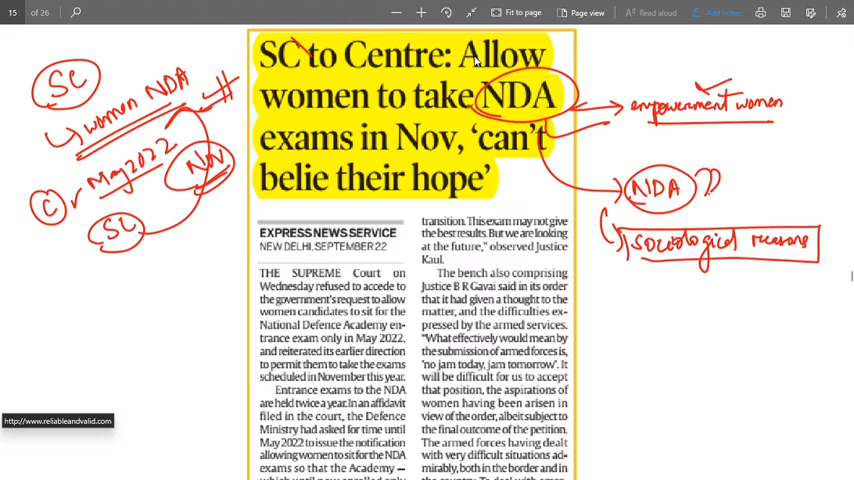 15 of 26
Fit to page
Page view
Read aloud
Add notes
SC to Centre: Allow
women to take NDA
exams in Nov, ‘can’t
belie their hope’
SC
women NDA
May 2022
Nov
C
SC
empowerment women
NDA ??
sociological reasons
EXPRESS NEWS SERVICE
NEW DELHI, SEPTEMBER 22
THE SUPREME Court on
Wednesday refused to accede to
the government's request to allow
women candidates to sit for the
National Defence Academy en-
trance exam only in May 2022,
and reiterated its earlier direction
to permit them to take the exams
scheduled in November this year.
Entrance exams to the NDA
are held twice a year. In an affidavit
filed in the court, the Defence
Ministry had asked for time until
May 2022 to issue the notification
allowing women to sit for the NDA
exams so that the Academy —
which until now enrolled only
transition. This exam may not give
the best results. But we are looking
at the future,” observed Justice
Kaul.
The bench also comprising
Justice B R Gavai said in its order
that it had given a thought to the
matter, and the difficulties ex-
pressed by the armed services.
“What effectively would mean by
the submission of armed forces is,
‘no jam today, jam tomorrow’. It
will be difficult for us to accept
that position, the aspirations of
women having been arisen in
view of the order, albeit subject to
the final outcome of the petition.
The armed forces having dealt
with very difficult situations ad-
mirably, both in the border and in
http://www.reliableandvalid.com